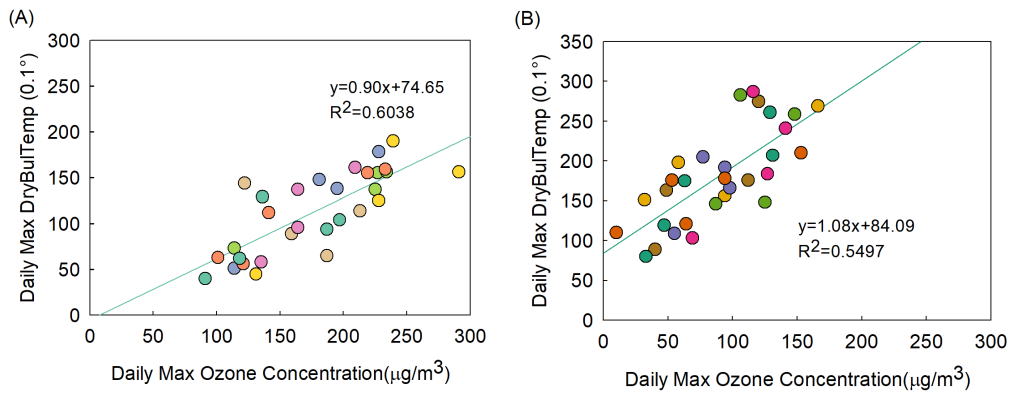 (A)
300
250
200
150
100
50
0
Daily Max DryBulTemp (0.1°)
y=0.90x+74.65
R²=0.6038
0 50 100 150 200 250 300
Daily Max Ozone Concentration(μg/m³)
(B)
350
300
250
200
150
100
50
0
Daily Max DryBulTemp (0.1°)
y=1.08x+84.09
R²=0.5497
0 50 100 150 200 250 300
Daily Max Ozone Concentration(μg/m³)